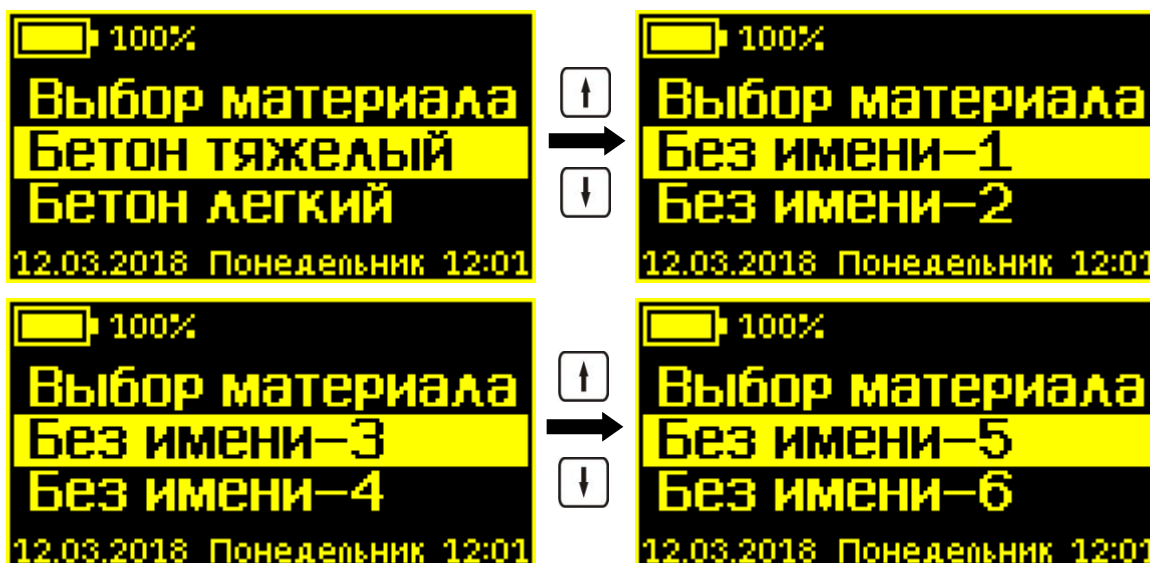 100%
Выбор материала
Бетон тяжелый
Бетон легкий
12.03.2018 Понедельник 12:01
100%
Выбор материала
Без имени-1
Без имени-2
12.03.2018 Понедельник 12:01
100%
Выбор материала
Без имени-3
Без имени-4
12.03.2018 Понедельник 12:01
100%
Выбор материала
Без имени-5
Без имени-6
12.03.2018 Понедельник 12:01